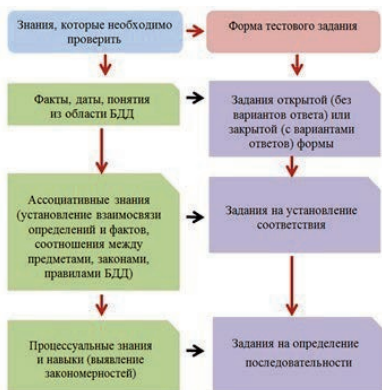 Знания, которые необходимо
проверить
Форма тестового задания
Факты, даты, понятия
из области БДД
Задания открытой (без
вариантов ответа) или
закрытой (с вариантами
ответов) формы
Ассоциативные знания
(установление взаимосвязи
определений и фактов,
соотношения между
предметами, законами,
правилами БДД)
Задания на установление
соответствия
Процессуальные знания
и навыки (выявление
закономерностей)
Задания на определение
последовательности